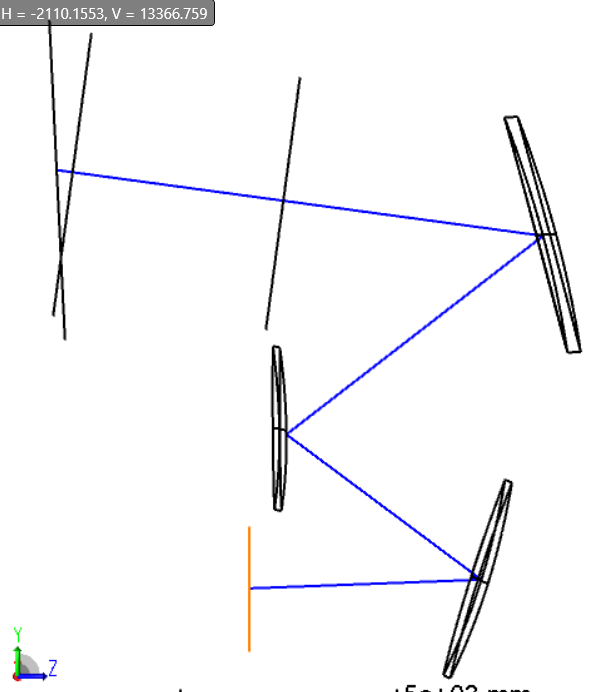 H = -2110.1553, V = 13366.759
Y
Z